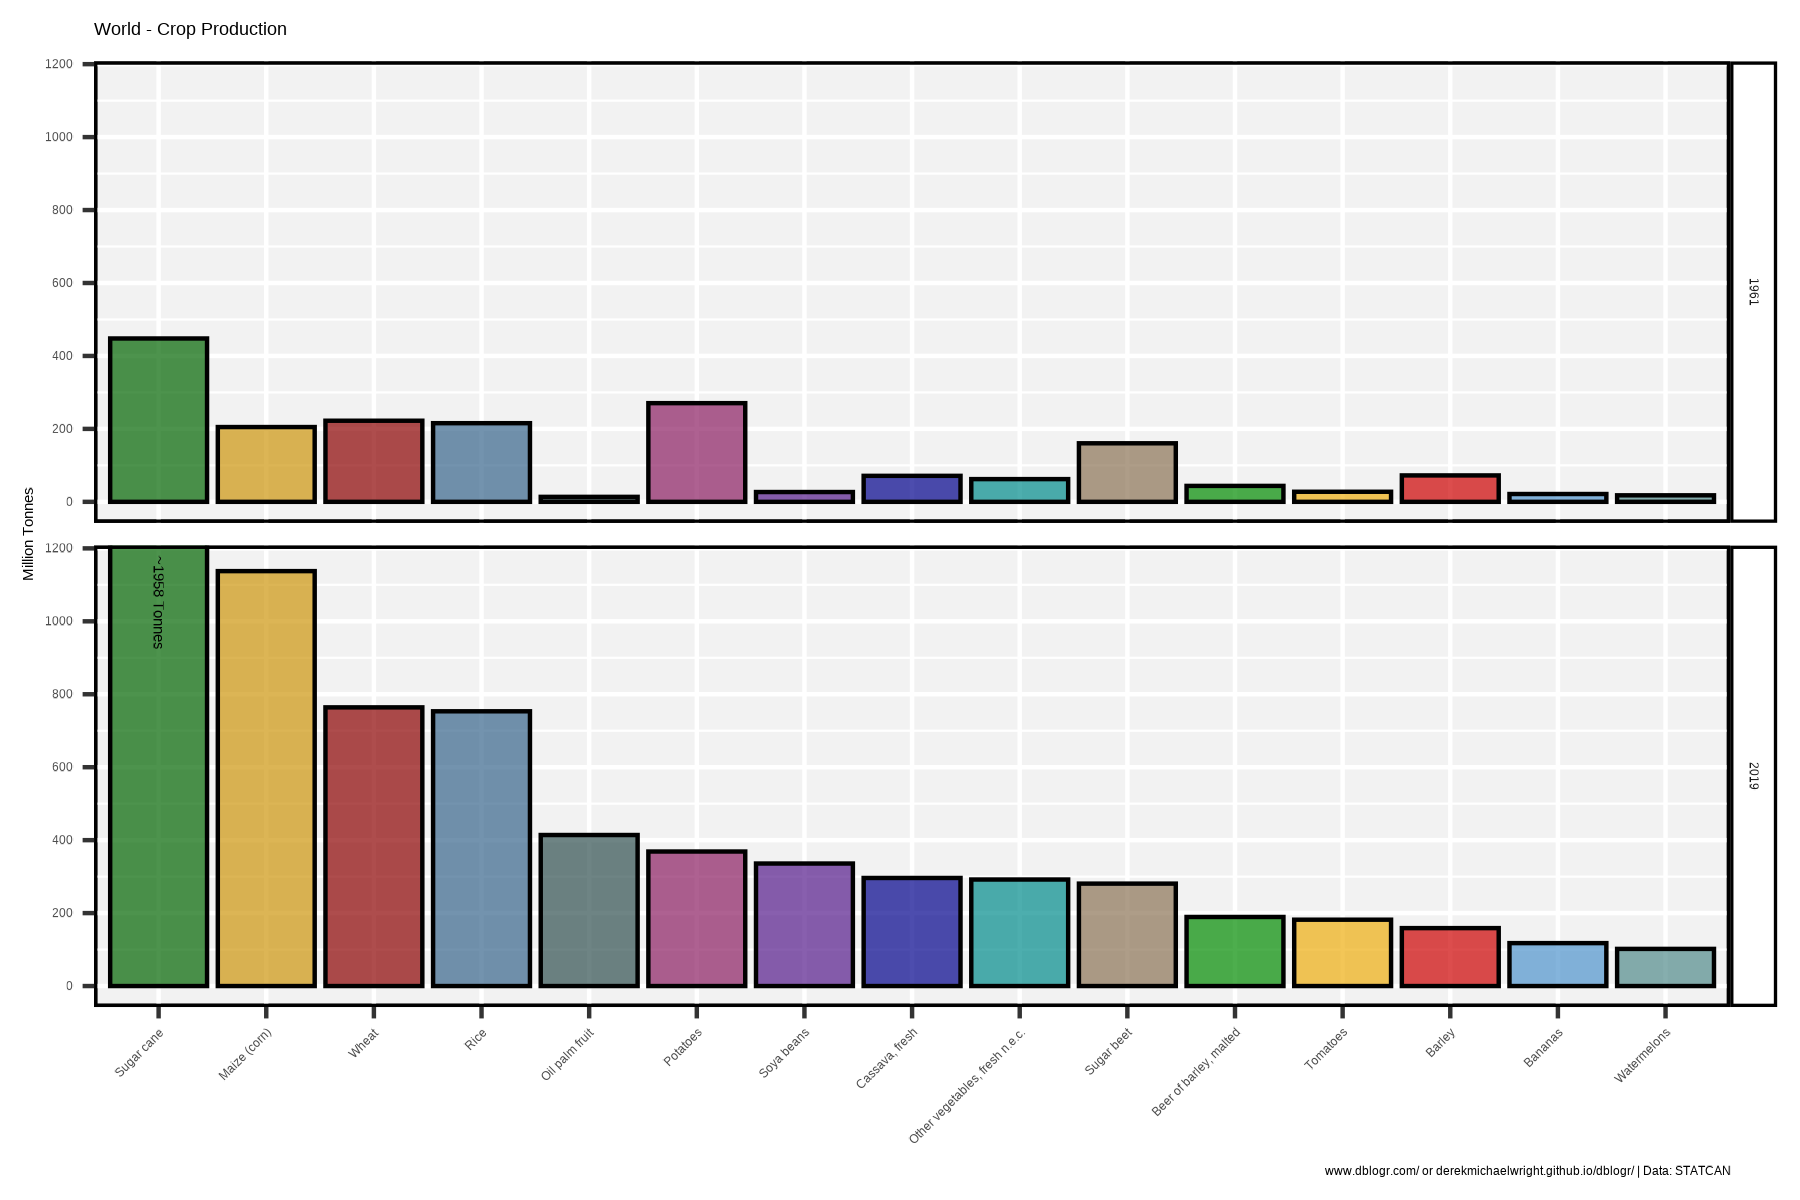 World - Crop Production
Million Tonnes
1200
1000
800
600
400
200
0
1961
1200
1000
800
600
400
200
0
~1958 Tonnes
2019
Sugar cane
Maize (corn)
Wheat
Rice
Oil palm fruit
Potatoes
Soya beans
Cassava, fresh
Other vegetables, fresh n.e.c.
Sugar beet
Beer of barley, malted
Tomatoes
Barley
Bananas
Watermelons
www.dblogr.com/ or derekmichaelwright.github.io/dblogr/ | Data: STATCAN